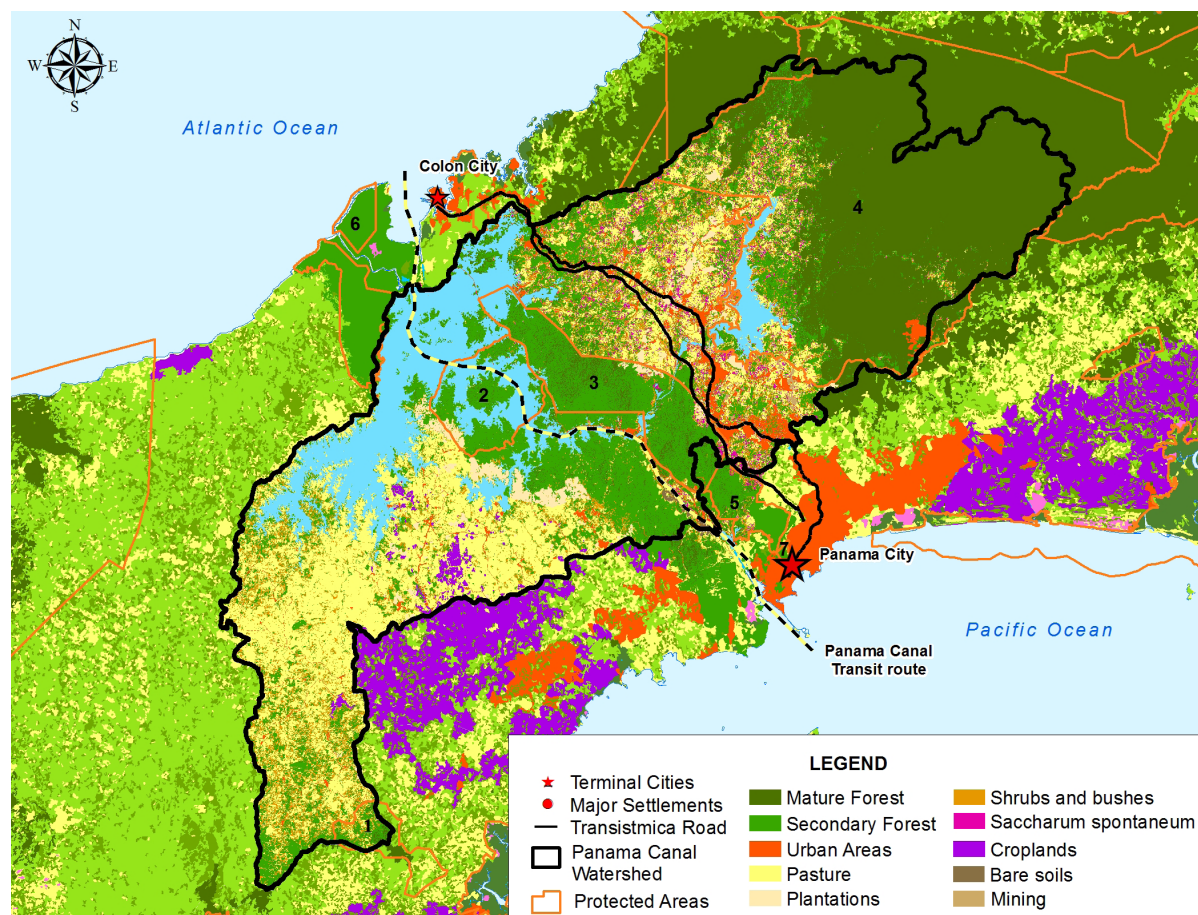 N
W E
S
Atlantic Ocean
Colon City
6
4
3
2
5
7
Panama City
Pacific Ocean
Panama Canal
Transit route
1
LEGEND
Terminal Cities
Major Settlements
Transistmica Road
Panama Canal
Watershed
Protected Areas
Mature Forest
Secondary Forest
Urban Areas
Pasture
Plantations
Shrubs and bushes
Saccharum spontaneum
Croplands
Bare soils
Mining